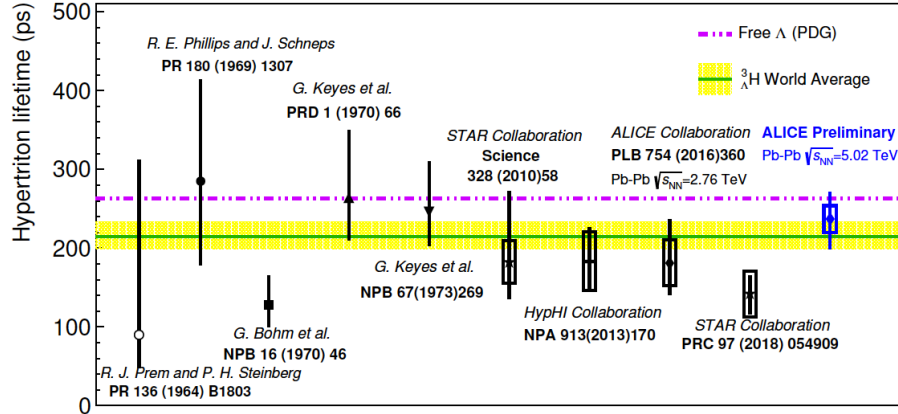 Hypertriton lifetime (ps)
500
400
300
200
100
0
R. E. Phillips and J. Schneps
PR 180 (1969) 1307
G. Keyes et al.
PRD 1 (1970) 66
STAR Collaboration
Science
328 (2010)58
ALICE Collaboration
PLB 754 (2016)360
Pb-Pb √sNN=2.76 TeV
Free Λ (PDG)
3ΛH World Average
ALICE Preliminary
Pb-Pb √sNN=5.02 TeV
G. Keyes et al.
NPB 67(1973)269
HypHI Collaboration
NPA 913(2013)170
STAR Collaboration
PRC 97 (2018) 054909
G. Bohm et al.
NPB 16 (1970) 46
R. J. Prem and P. H. Steinberg
PR 136 (1964) B1803